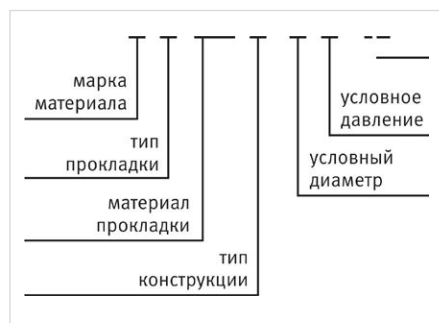 марка
материала
тип
прокладки
материал
прокладки
тип
конструкции
условное
давление
условный
диаметр